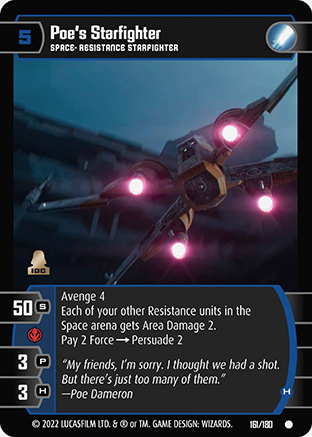 5
Poe's Starfighter
SPACE- RESISTANCE STARFIGHTER
IDC
50 S
3 P
3 H
Avenge 4
Each of your other Resistance units in the
Space arena gets Area Damage 2.
Pay 2 Force → Persuade 2
“My friends, I'm sorry. I thought we had a shot.
But there's just too many of them.”
—Poe Dameron
H
© 2022 LUCASFILM LTD. & ® OR TM. GAME DESIGN: WIZARDS. 161/180